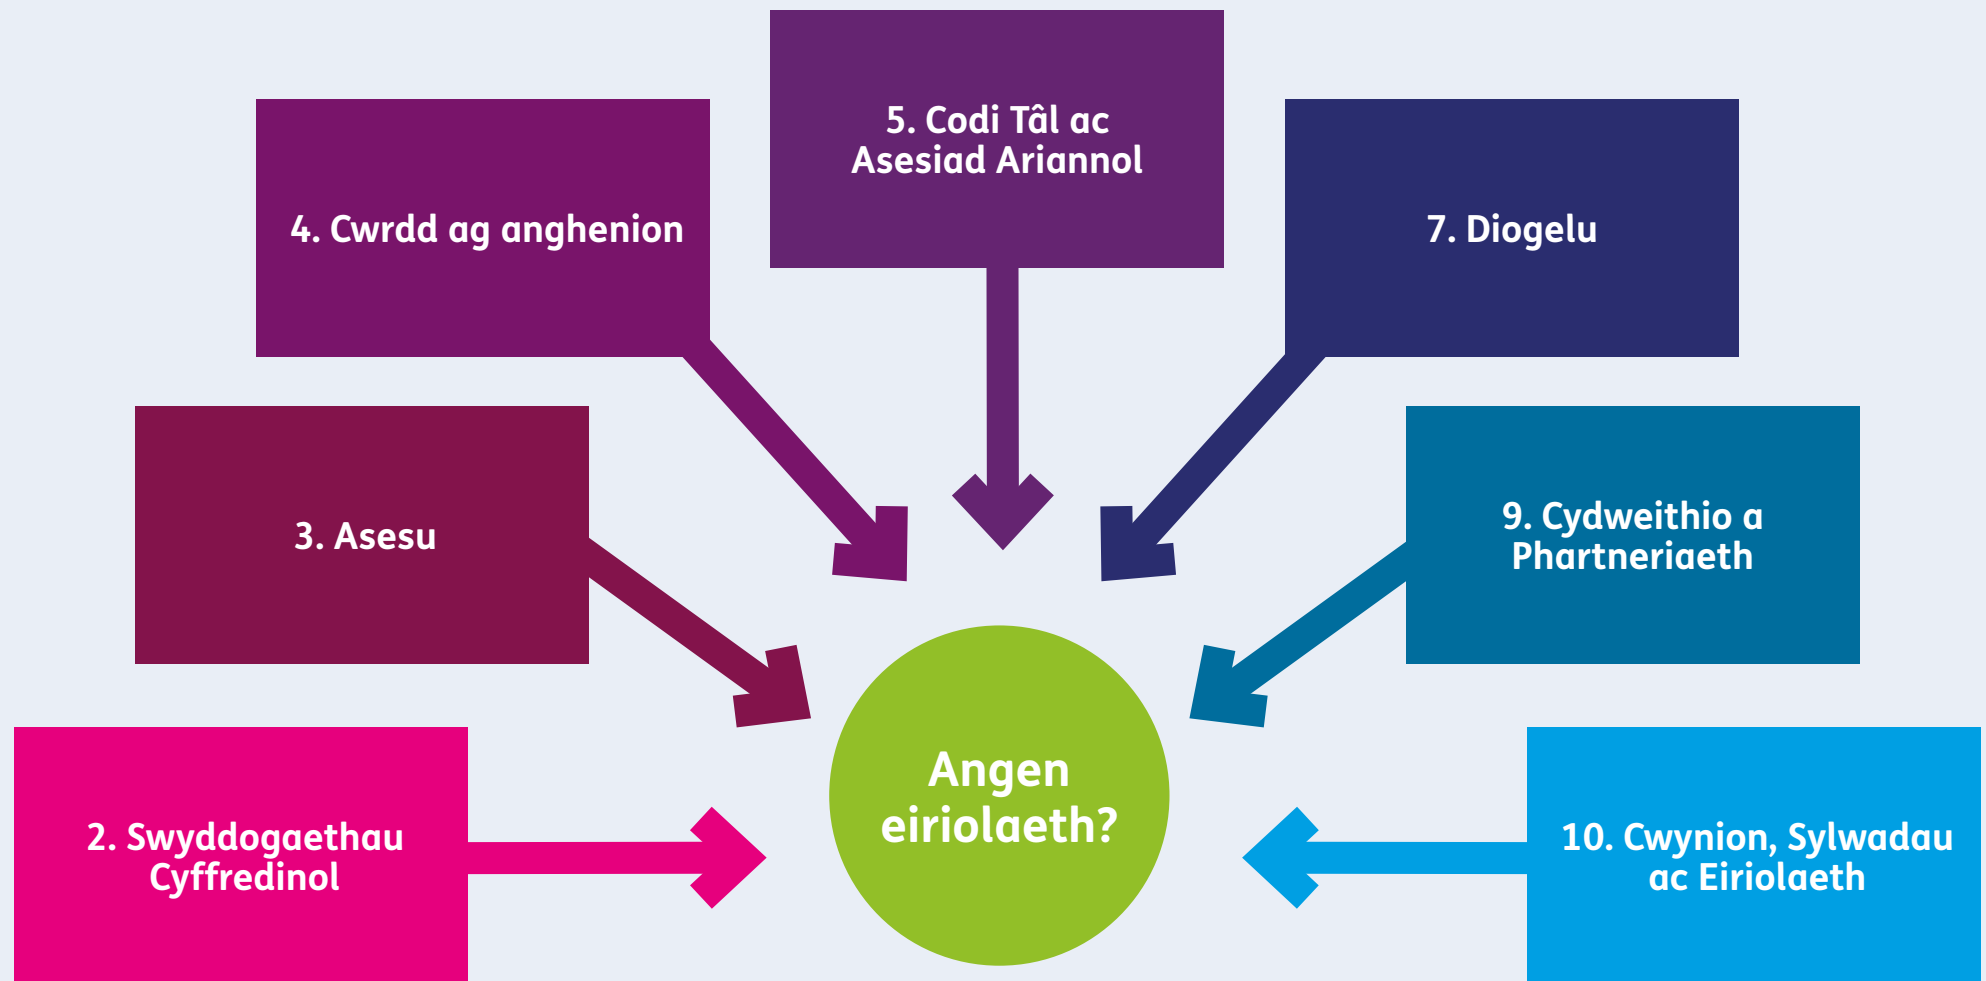 2. Swyddogaethau
Cyffredinol
3. Asesu
4. Cwrdd ag anghenion
5. Codi Tâl ac
Asesiad Ariannol
7. Diogelu
9. Cydweithio a
Phartneriaeth
10. Cwynion, Sylwadau
ac Eiriolaeth
Angen
eiriolaeth?